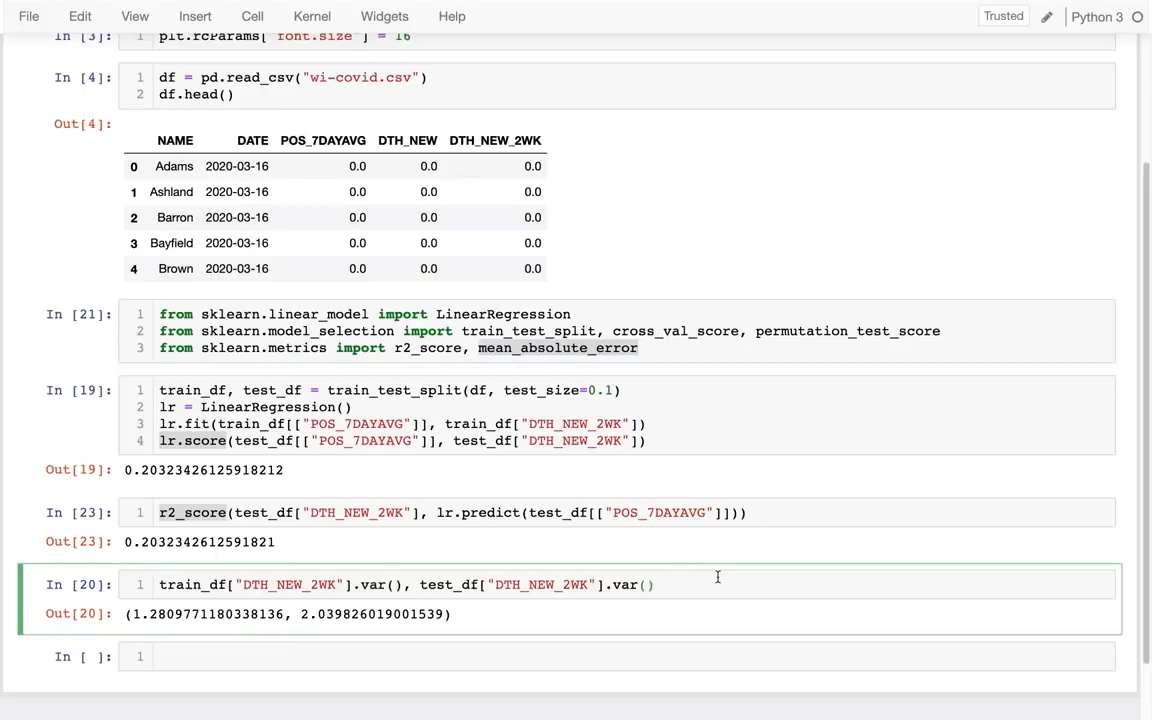 File Edit View Insert Cell Kernel Widgets Help Trusted Python 3
In [3]: 1 plt.rcParams["font.size"] = 16
In [4]: 1 df = pd.read_csv("wi-covid.csv")
2 df.head()
Out[4]:
NAME DATE POS_7DAYAVG DTH_NEW DTH_NEW_2WK
0 Adams 2020-03-16 0.0 0.0 0.0
1 Ashland 2020-03-16 0.0 0.0 0.0
2 Barron 2020-03-16 0.0 0.0 0.0
3 Bayfield 2020-03-16 0.0 0.0 0.0
4 Brown 2020-03-16 0.0 0.0 0.0
In [21]: 1 from sklearn.linear_model import LinearRegression
2 from sklearn.model_selection import train_test_split, cross_val_score, permutation_test_score
3 from sklearn.metrics import r2_score, mean_absolute_error
In [19]: 1 train_df, test_df = train_test_split(df, test_size=0.1)
2 lr = LinearRegression()
3 lr.fit(train_df[["POS_7DAYAVG"]], train_df["DTH_NEW_2WK"])
4 lr.score(test_df[["POS_7DAYAVG"]], test_df["DTH_NEW_2WK"])
Out[19]: 0.20323426125918212
In [23]: 1 r2_score(test_df["DTH_NEW_2WK"], lr.predict(test_df[["POS_7DAYAVG"]]))
Out[23]: 0.2032342612591821
In [20]: 1 train_df["DTH_NEW_2WK"].var(), test_df["DTH_NEW_2WK"].var()
Out[20]: (1.2809771180338136, 2.039826019001539)
In [ ]: 1